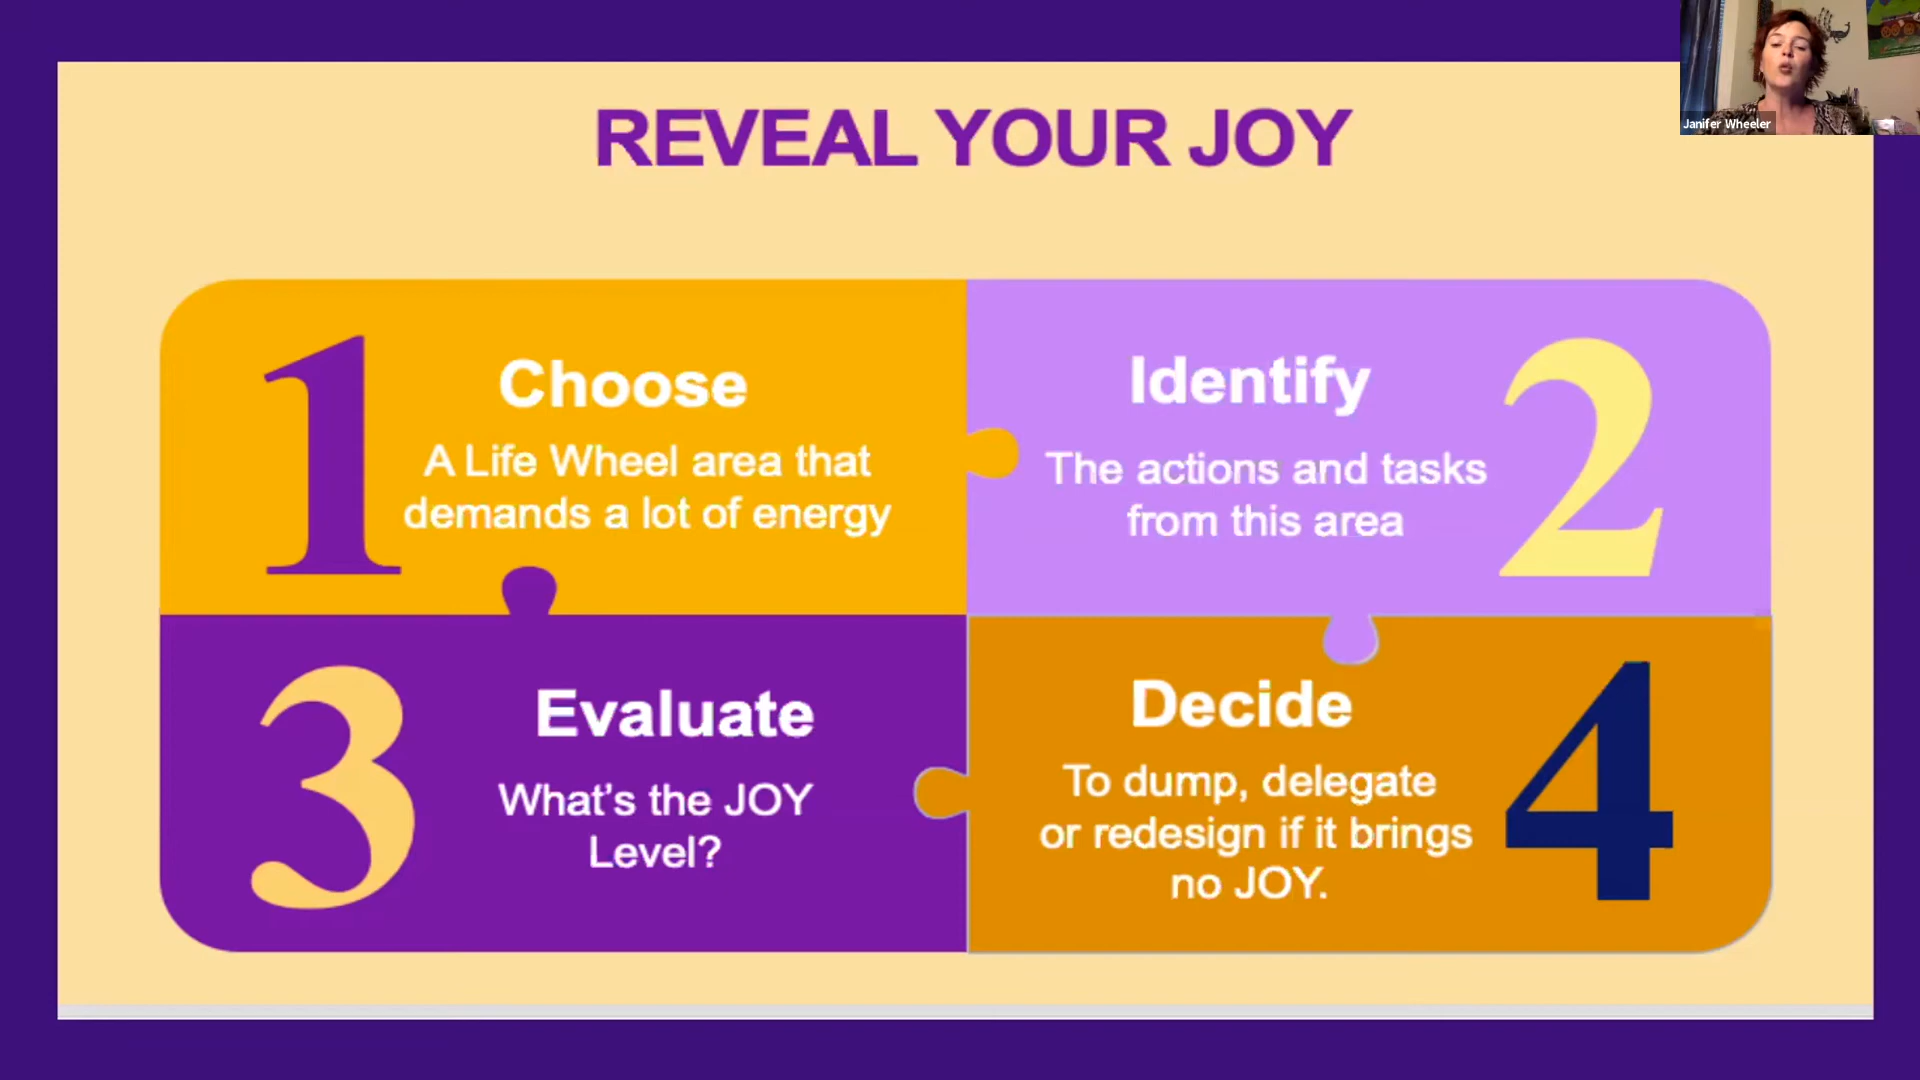 Janifer Wheeler
REVEAL YOUR JOY
1
Choose
A Life Wheel area that
demands a lot of energy
Identify
The actions and tasks
from this area
2
3
Evaluate
What's the JOY
Level?
Decide
To dump, delegate
or redesign if it brings
no JOY.
4